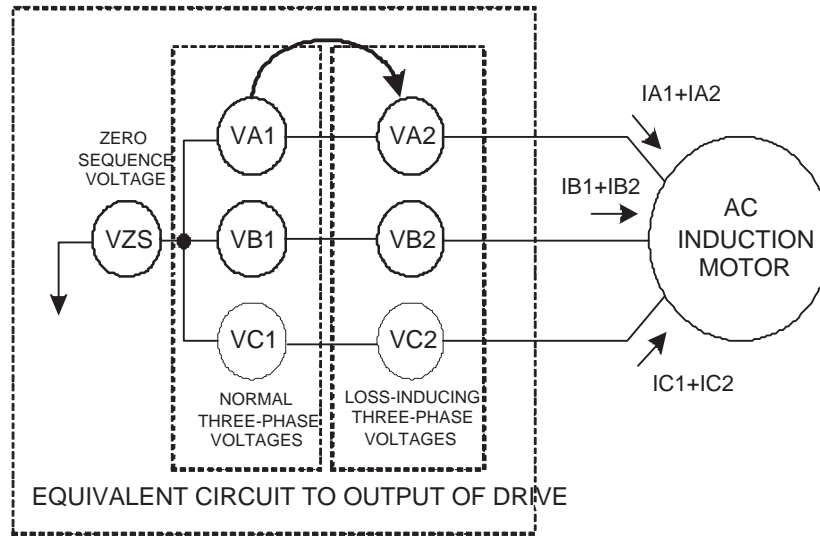 IA1+IA2
ZERO
SEQUENCE
VOLTAGE
VA1
VA2
IB1+IB2
VZS
VB1
VB2
AC
INDUCTION
MOTOR
VC1
VC2
IC1+IC2
NORMAL
THREE-PHASE
VOLTAGES
LOSS-INDUCING
THREE-PHASE
VOLTAGES
EQUIVALENT CIRCUIT TO OUTPUT OF DRIVE